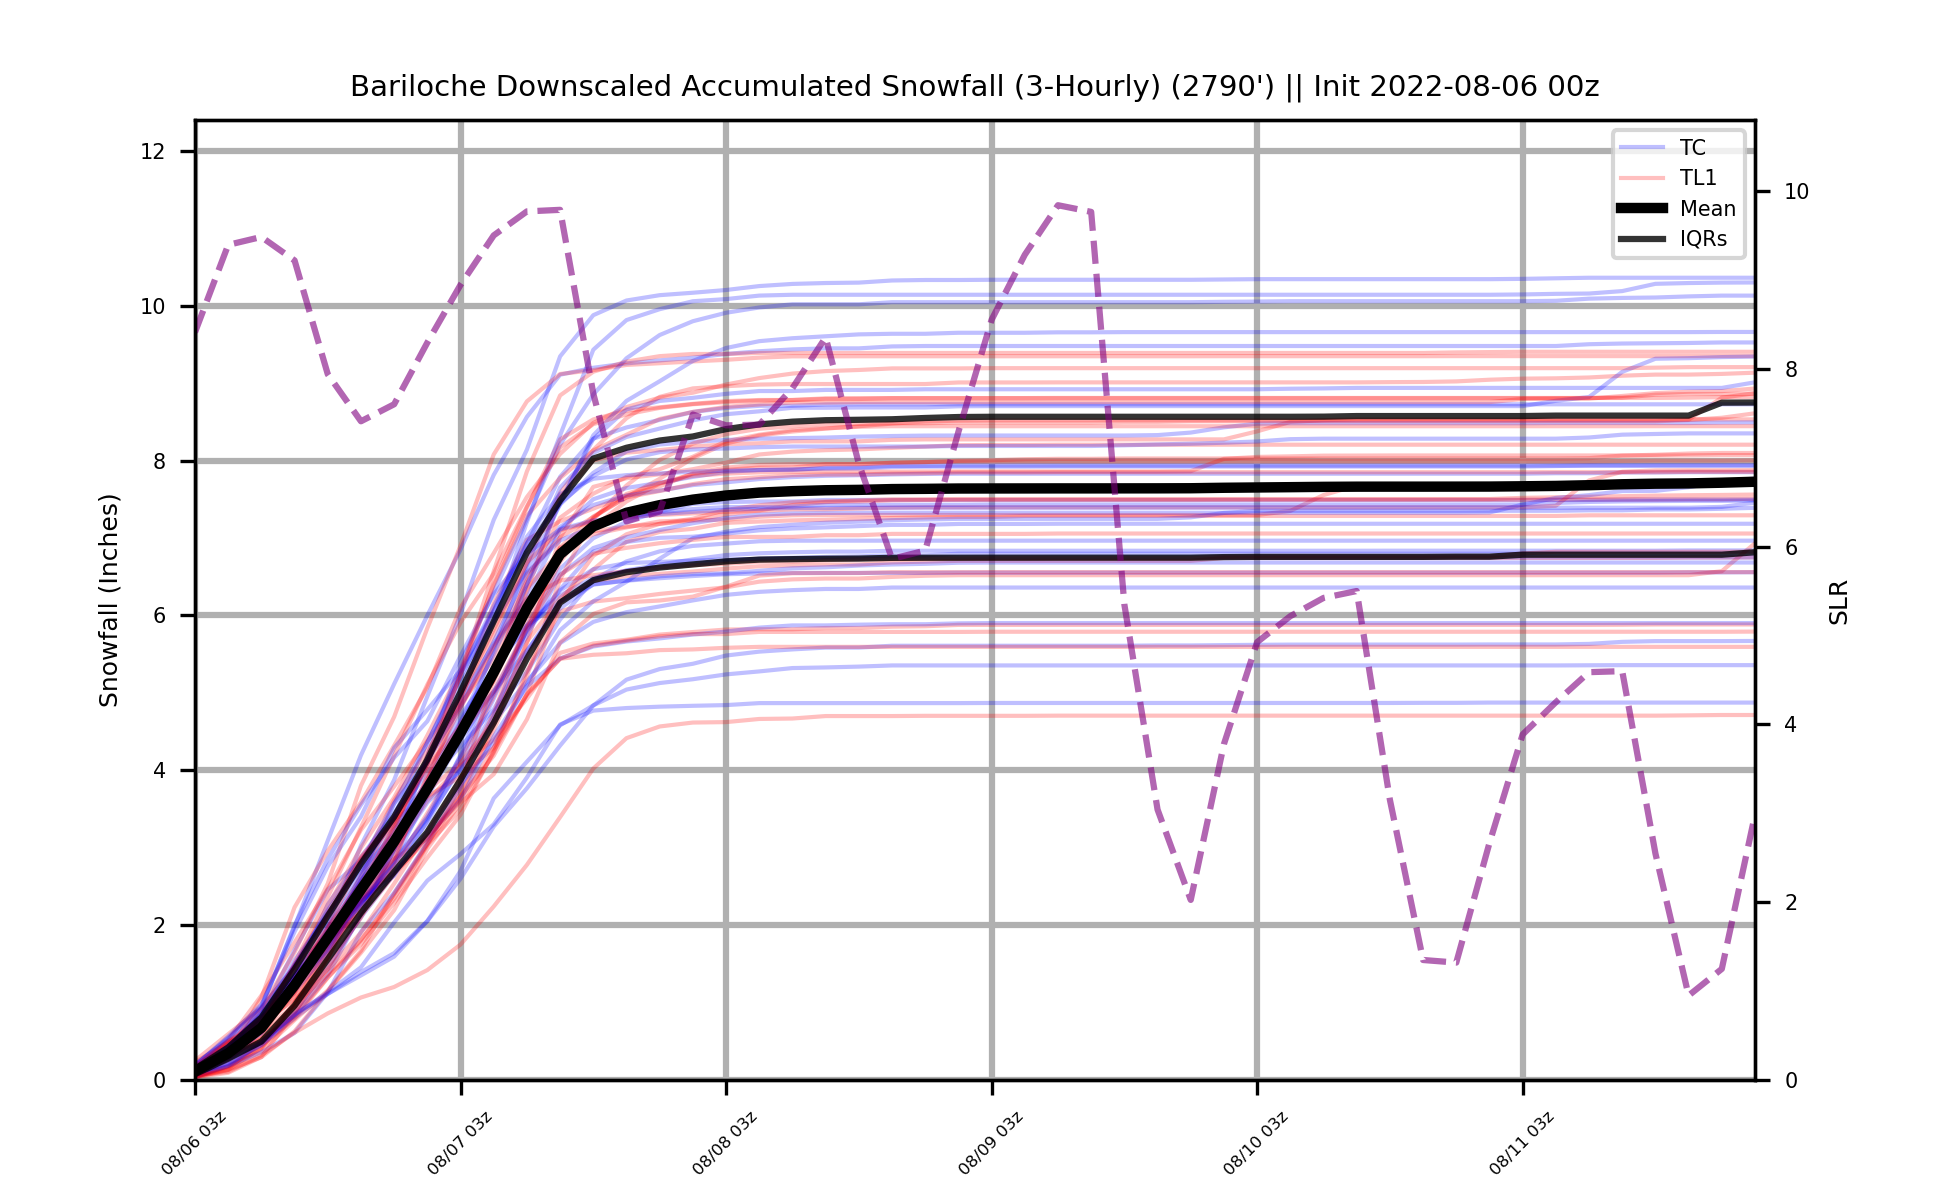 Bariloche Downscaled Accumulated Snowfall (3-Hourly) (2790') || Init 2022-08-06 00z
TC
TL1
Mean
IQRs
12
10
8
6
4
2
0
Snowfall (Inches)
10
8
6
4
2
0
SLR
08/06 03z
08/07 03z
08/08 03z
08/09 03z
08/10 03z
08/11 03z